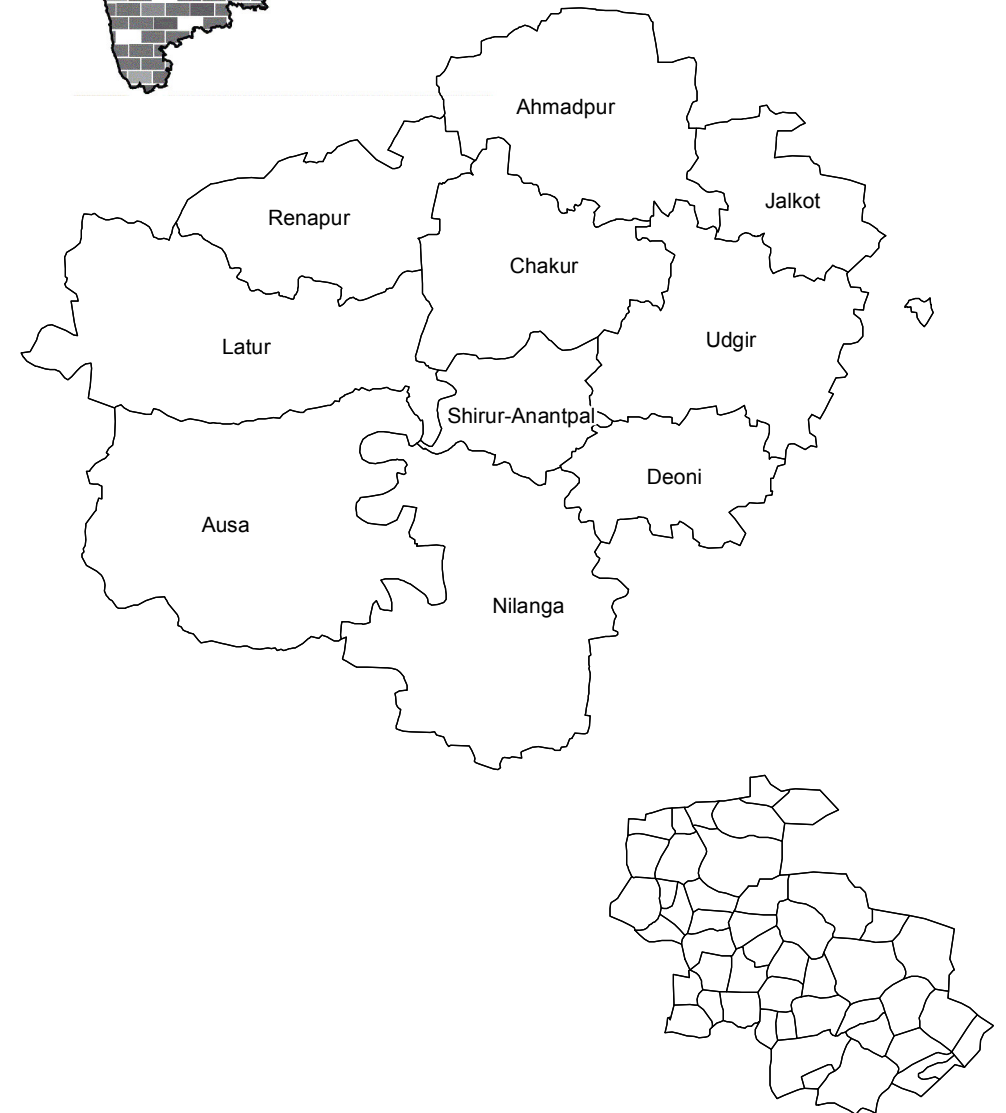 Ahmadpur
Jalkot
Renapur
Chakur
Udgir
Latur
Shirur-Anantpal
Deoni
Ausa
Nilanga